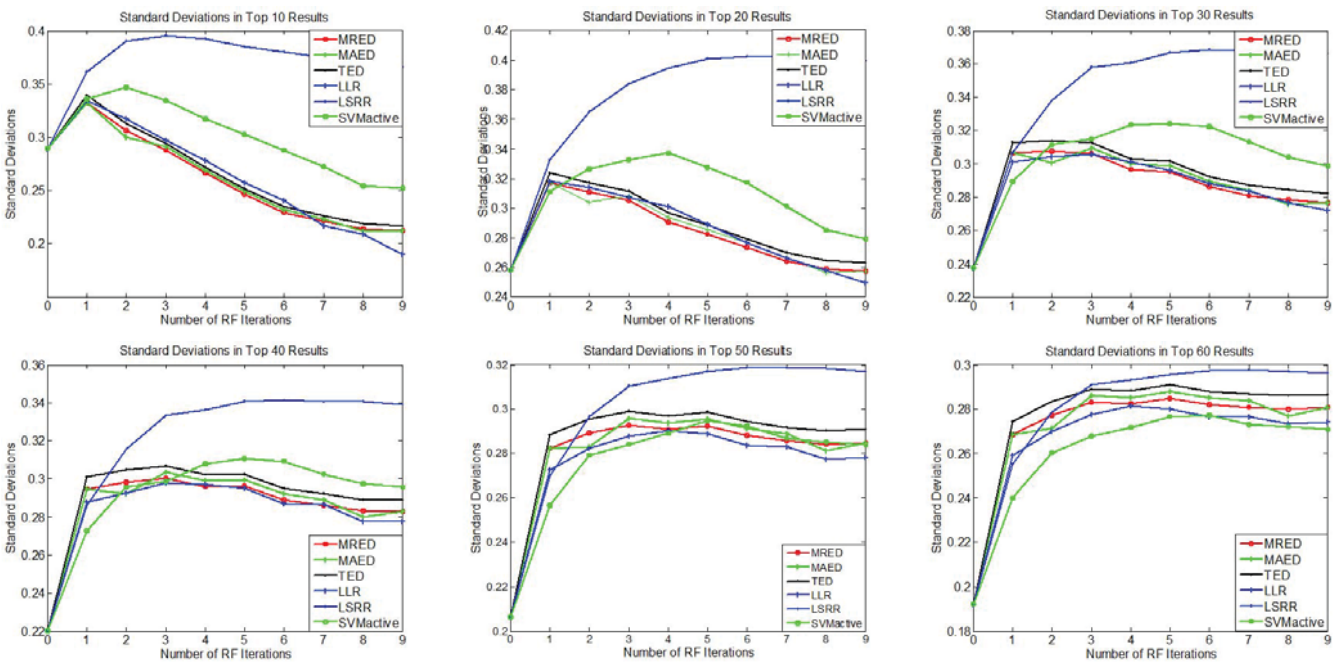 Standard Deviations in Top 10 Results
0.4
0.35
0.3
0.25
0.2
Standard Deviations
0 1 2 3 4 5 6 7 8 9
Number of RF Iterations
MRED
MAED
TED
LLR
LSRR
SVMactive
Standard Deviations in Top 20 Results
0.42
0.4
0.38
0.36
0.34
0.32
0.3
0.28
0.26
0.24
Standard Deviations
0 1 2 3 4 5 6 7 8 9
Number of RF Iterations
MRED
MAED
TED
LLR
LSRR
SVMactive
Standard Deviations in Top 30 Results
0.38
0.36
0.34
0.32
0.3
0.28
0.26
0.24
0.22
Standard Deviations
0 1 2 3 4 5 6 7 8 9
Number of RF Iterations
MRED
MAED
TED
LLR
LSRR
SVMactive
Standard Deviations in Top 40 Results
0.36
0.34
0.32
0.3
0.28
0.26
0.24
0.22
Standard Deviations
0 1 2 3 4 5 6 7 8 9
Number of RF Iterations
MRED
MAED
TED
LLR
LSRR
SVMactive
Standard Deviations in Top 50 Results
0.32
0.3
0.28
0.26
0.24
0.22
0.2
Standard Deviations
0 1 2 3 4 5 6 7 8 9
Number of RF Iterations
MRED
MAED
TED
LLR
LSRR
SVMactive
Standard Deviations in Top 60 Results
0.3
0.28
0.26
0.24
0.22
0.2
0.18
Standard Deviations
0 1 2 3 4 5 6 7 8 9
Number of RF Iterations
MRED
MAED
TED
LLR
LSRR
SVMactive